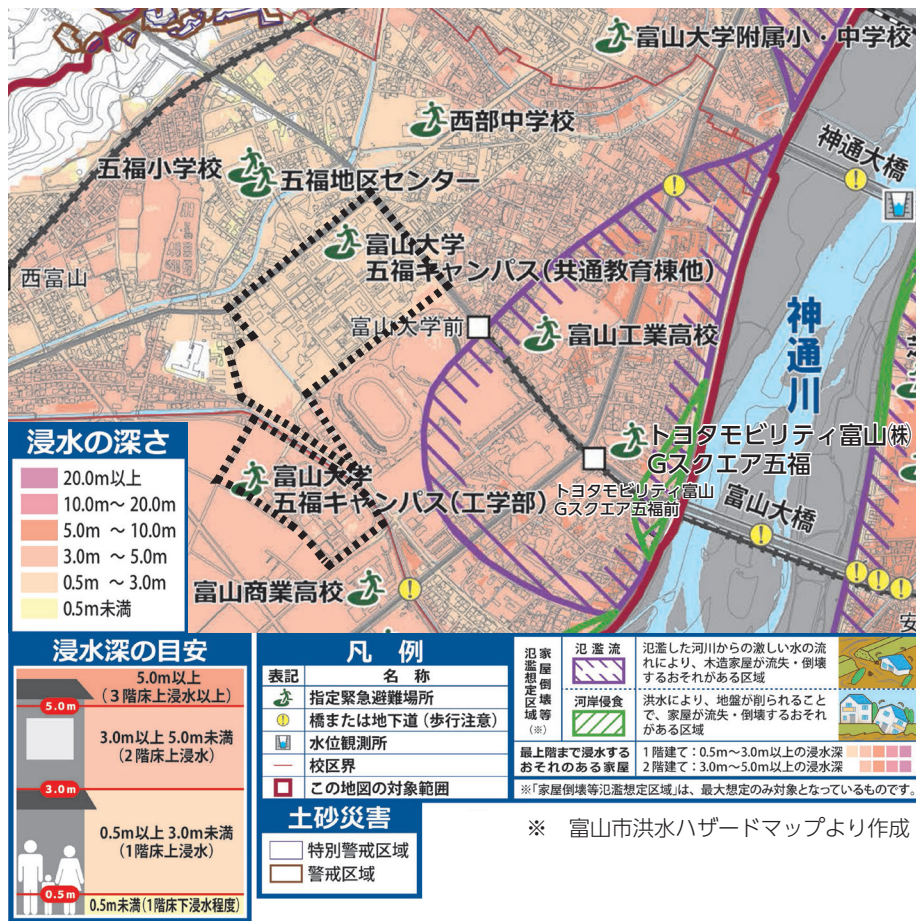 富山大学附属小・中学校
西部中学校
五福小学校
五福地区センター
神通大橋
富山大学
五福キャンパス(共通教育棟他)
西富山
富山大学前
富山工業高校
神通川
トヨタモビリティ富山㈱
Gスクエア五福
トヨタモビリティ富山
Gスクエア五福前
富山大橋
富山大学
五福キャンパス(工学部)
富山商業高校
安
浸水の深さ
20.0m以上
10.0m～20.0m
5.0m ～10.0m
3.0m ～5.0m
0.5m ～3.0m
0.5m未満
浸水深の目安
5.0m以上
(3階床上浸水以上)
5.0m
3.0m以上 5.0m未満
(2階床上浸水)
3.0m
0.5m以上 3.0m未満
(1階床上浸水)
0.5m
0.5m未満(1階床下浸水程度)
凡例
表記 名称
指定緊急避難場所
橋または地下道(歩行注意)
水位観測所
校区界
この地図の対象範囲
土砂災害
特別警戒区域
警戒区域
家屋倒壊等
氾濫想定区域
(※)
氾濫流
氾濫した河川からの激しい水の流
れにより、木造家屋が流失・倒壊
するおそれがある区域
河岸侵食
洪水により、地盤が削られること
で、家屋が流失・倒壊するおそれ
がある区域
最上階まで浸水する
おそれのある家屋
1階建て：0.5m～3.0m以上の浸水深
2階建て：3.0m～5.0m以上の浸水深
※「家屋倒壊等氾濫想定区域」は、最大想定のみ対象となっているものです。
※ 富山市洪水ハザードマップより作成